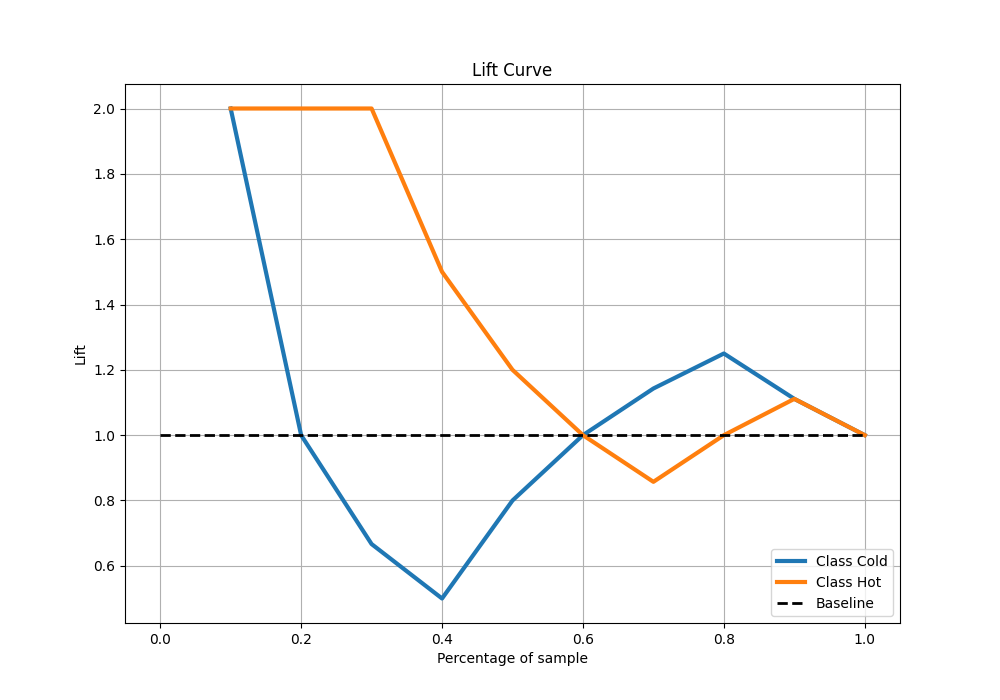 Lift Curve
Lift
2.0
1.8
1.6
1.4
1.2
1.0
0.8
0.6
0.0 0.2 0.4 0.6 0.8 1.0
Percentage of sample
Class Cold
Class Hot
Baseline